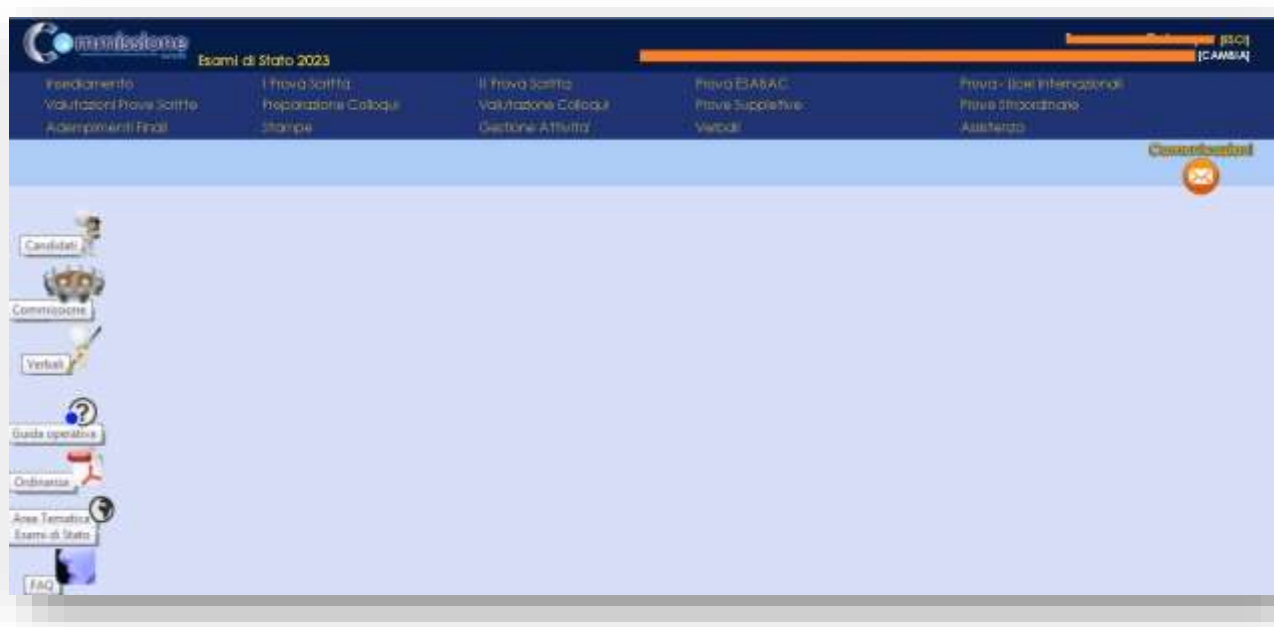 Commissione
Esami di Stato 2023
[ESCI]
[CAMBIA]
Insediamento I Prova Scritta II Prova Scritta Prova ESABAC Prova - Licei Internazionali
Valutazioni Prove Scritte Preparazione Colloqui Valutazione Colloqui Prove Suppletive Prove Straordinarie
Adempimenti Finali Stampe Gestione Attivita' Verbali Assistenza
Comunicazioni
Candidati
Commissione
Verbali
Guida operativa
Ordinanza
Area Tematica
Esami di Stato
FAQ